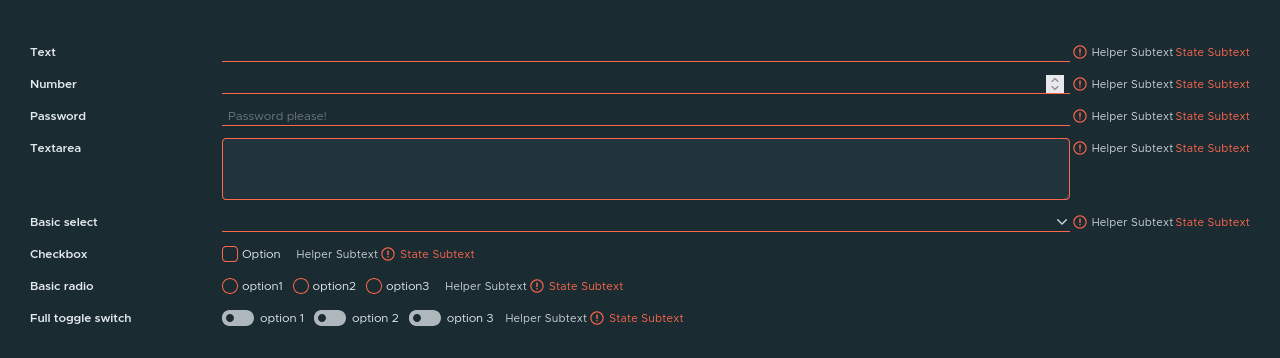 Text Helper Subtext State Subtext
Number Helper Subtext State Subtext
Password Password please! Helper Subtext State Subtext
Textarea Helper Subtext State Subtext
Basic select Helper Subtext State Subtext
Checkbox Option Helper Subtext State Subtext
Basic radio option1 option2 option3 Helper Subtext State Subtext
Full toggle switch option 1 option 2 option 3 Helper Subtext State Subtext